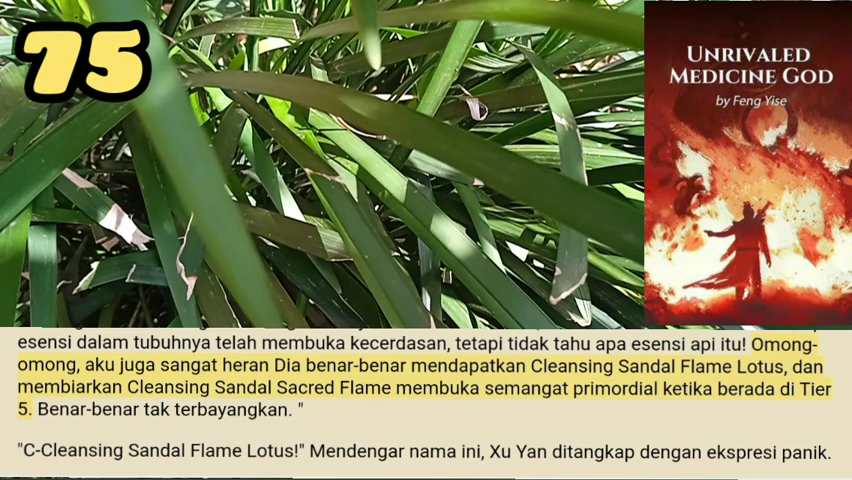 75
UNRIVALED
MEDICINE GOD
by Feng Yise
esensi dalam tubuhnya telah membuka kecerdasan, tetapi tidak tahu apa esensi api itu! Omong-
omong, aku juga sangat heran Dia benar-benar mendapatkan Cleansing Sandal Flame Lotus, dan
membiarkan Cleansing Sandal Sacred Flame membuka semangat primordial ketika berada di Tier
5. Benar-benar tak terbayangkan. "
"C-Cleansing Sandal Flame Lotus!" Mendengar nama ini, Xu Yan ditangkap dengan ekspresi panik.